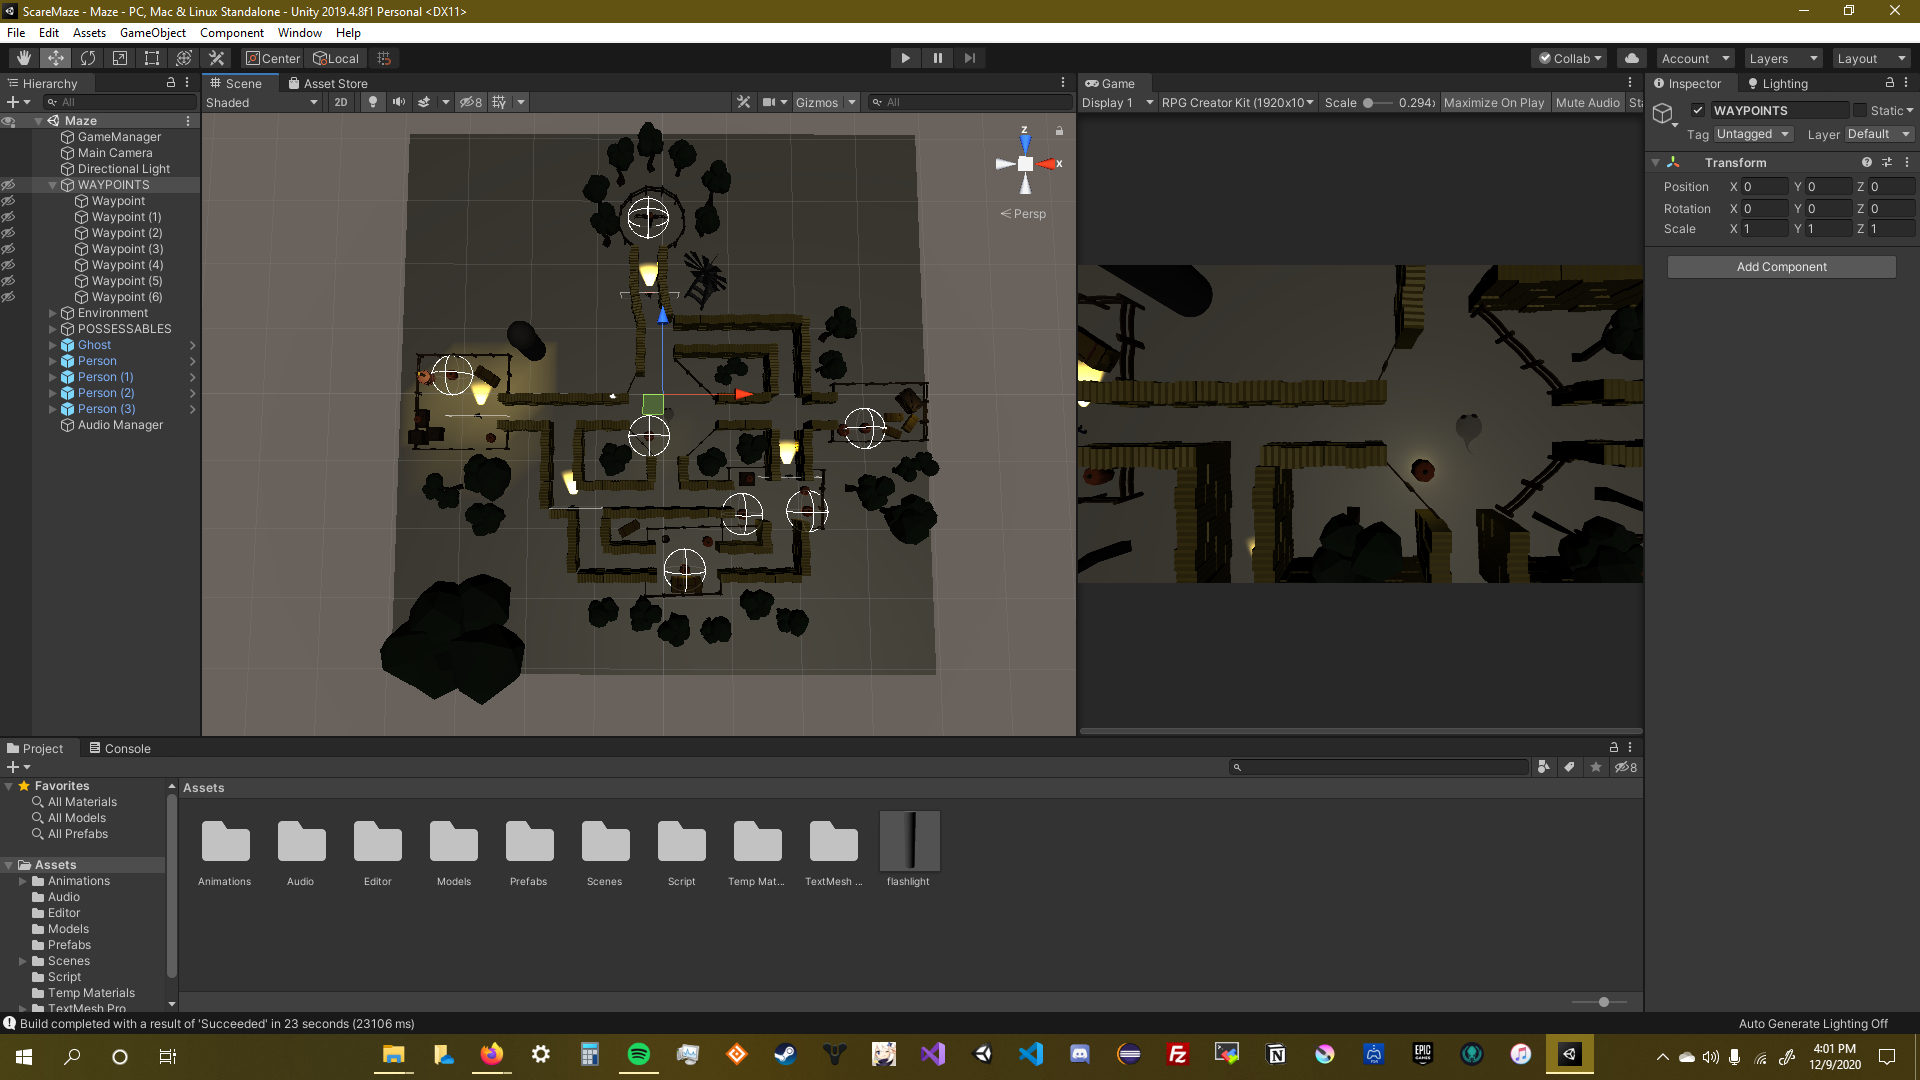 ScareMaze - Maze - PC, Mac & Linux Standalone - Unity 2019.4.8f1 Personal <DX11>
File Edit Assets GameObject Component Window Help
Center Local Collab Account Layers Layout
Hierarchy
All
Maze
GameManager
Main Camera
Directional Light
WAYPOINTS
Waypoint
Waypoint (1)
Waypoint (2)
Waypoint (3)
Waypoint (4)
Waypoint (5)
Waypoint (6)
Environment
POSSESSABLES
Ghost
Person
Person (1)
Person (2)
Person (3)
Audio Manager
Scene Asset Store
Shaded 2D 8 Gizmos All
z
x
Persp
Game
Display 1 RPG Creator Kit (1920x10 Scale 0.294x Maximize On Play Mute Audio Sta
Inspector Lighting
WAYPOINTS Static
Tag Untagged Layer Default
Transform
Position X 0 Y 0 Z 0
Rotation X 0 Y 0 Z 0
Scale X 1 Y 1 Z 1
Add Component
Project Console
8
Favorites
All Materials
All Models
All Prefabs
Assets
Animations
Audio
Editor
Models
Prefabs
Scenes
Script
Temp Materials
TextMesh Pro
Assets
Animations Audio Editor Models Prefabs Scenes Script Temp Mat... TextMesh ... flashlight
Build completed with a result of 'Succeeded' in 23 seconds (23106 ms)
Auto Generate Lighting Off
4:01 PM
12/9/2020